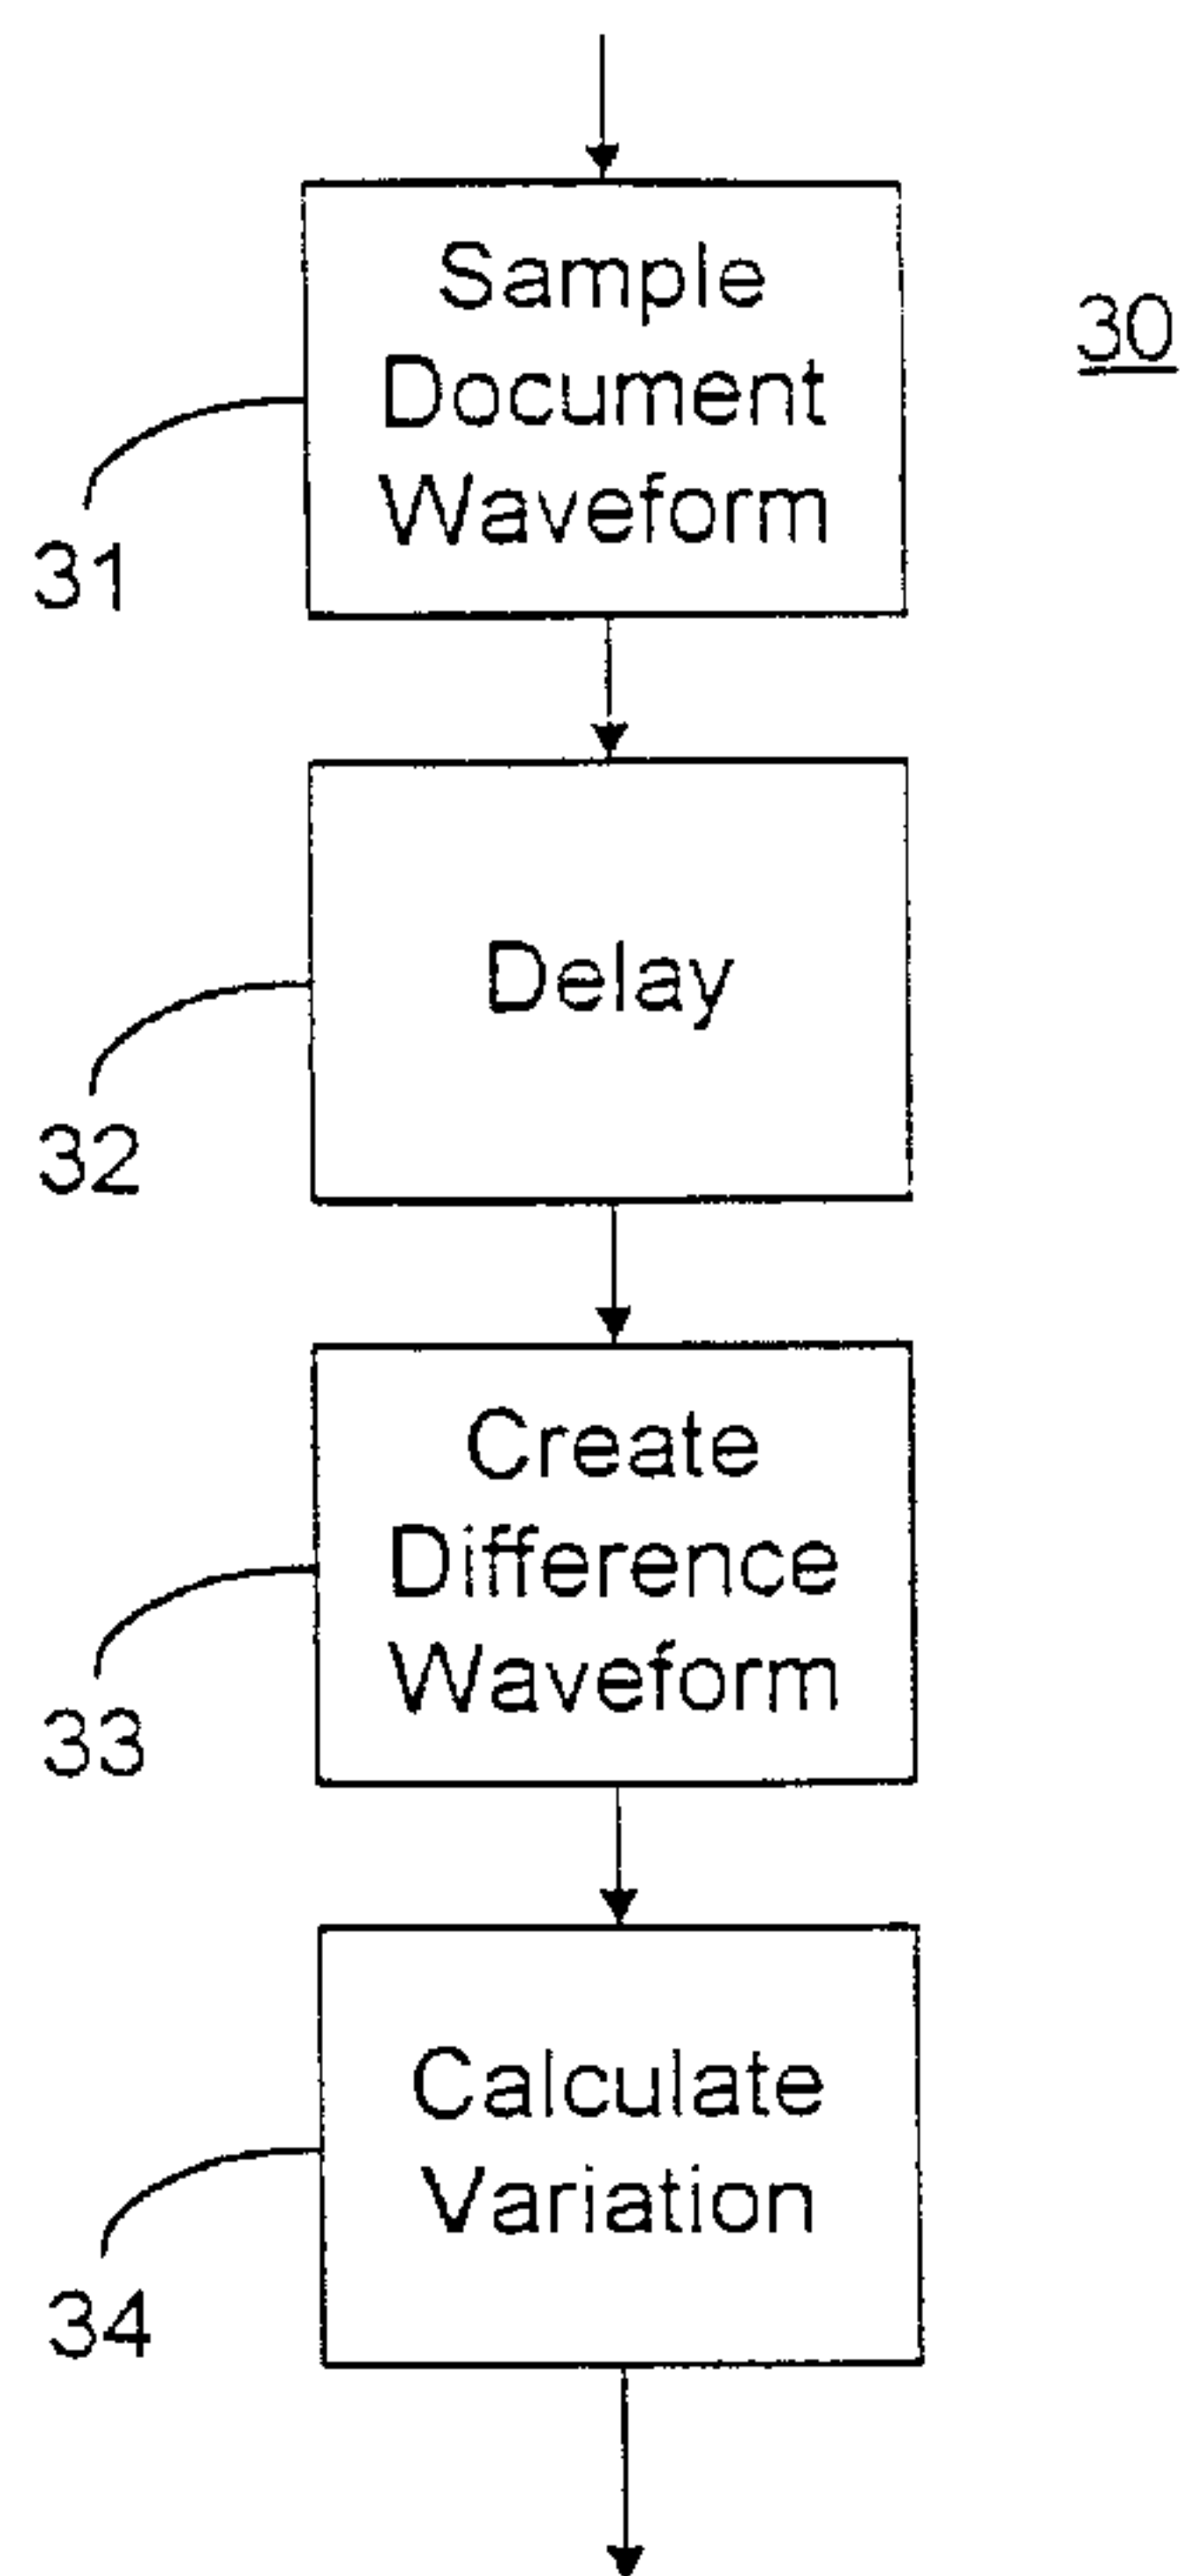 Sample
Document
Waveform
30
31
Delay
32
Create
Difference
Waveform
33
Calculate
Variation
34